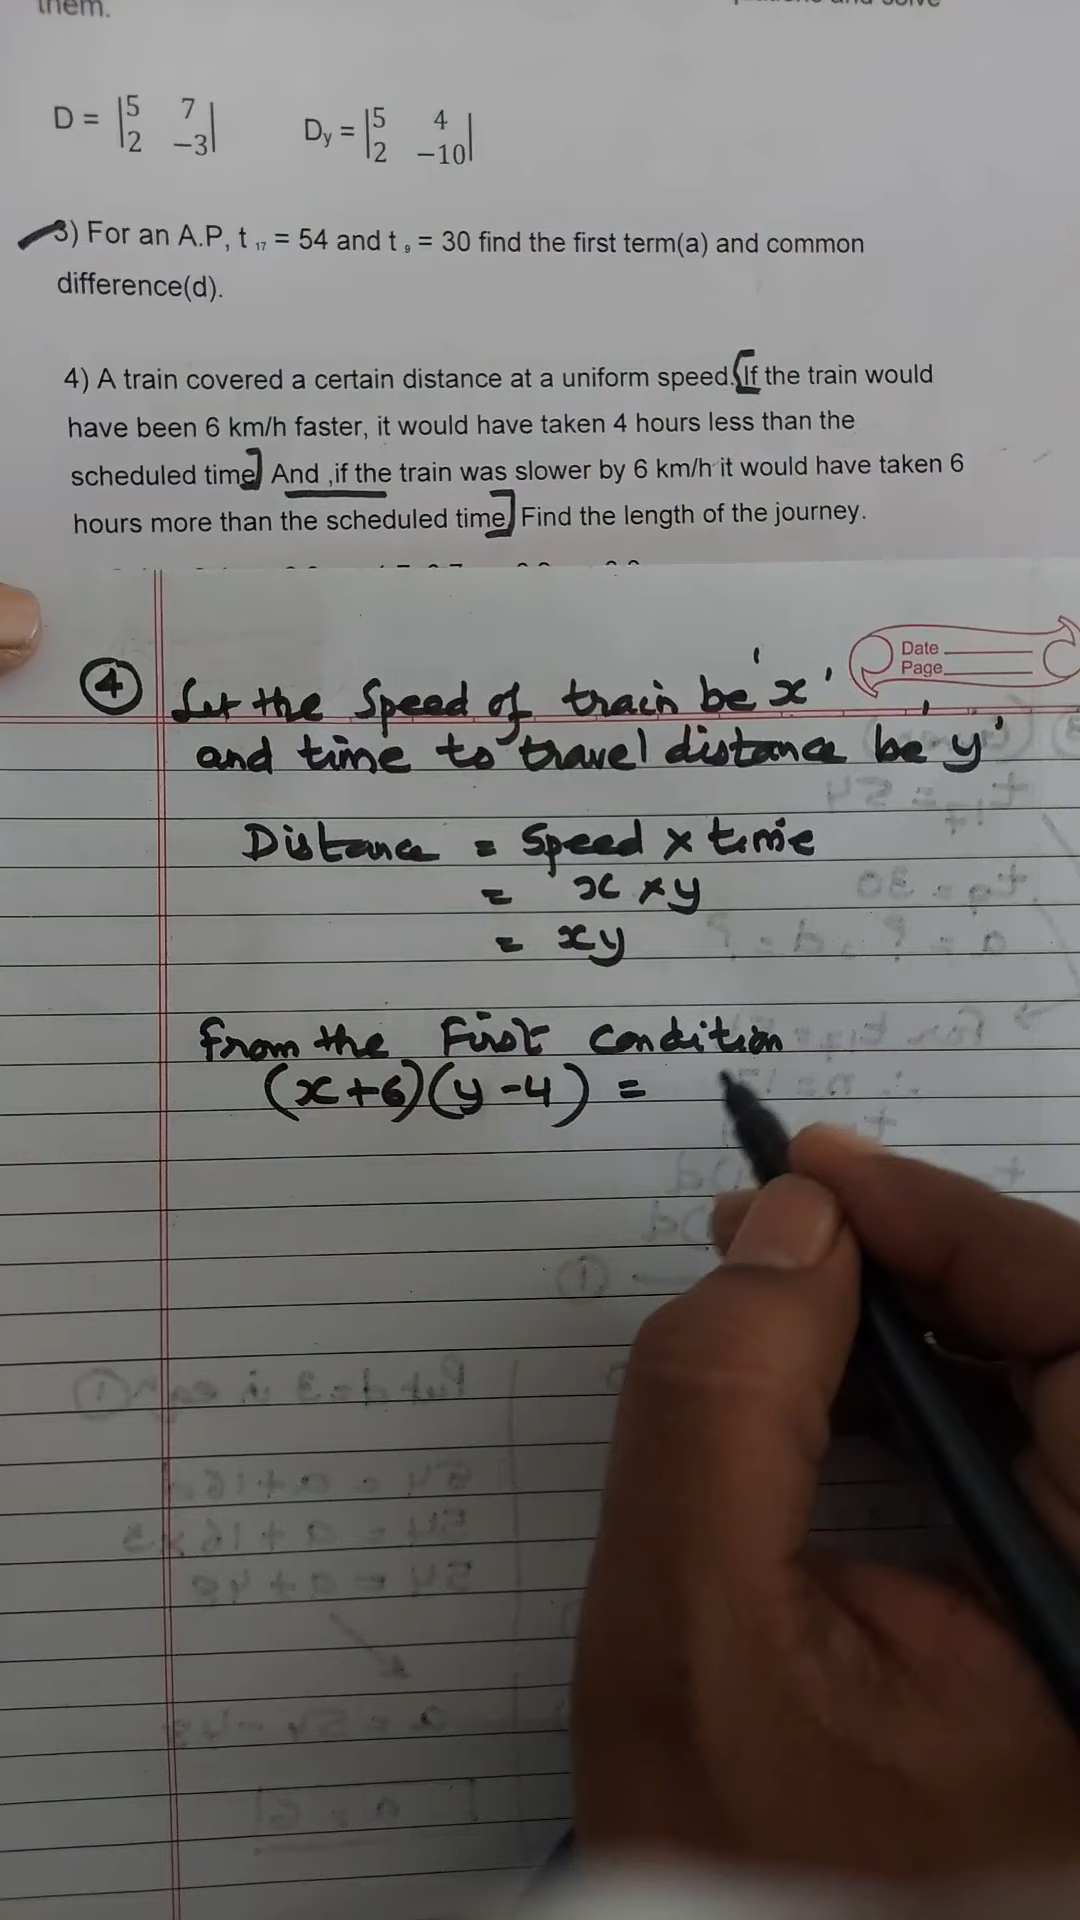 them.
D = |5 7| Dy = |5 4|
|2 -3| |2 -10|
3) For an A.P, t 17 = 54 and t 9 = 30 find the first term(a) and common
difference(d).
4) A train covered a certain distance at a uniform speed. If the train would
have been 6 km/h faster, it would have taken 4 hours less than the
scheduled time And ,if the train was slower by 6 km/h it would have taken 6
hours more than the scheduled time Find the length of the journey.
Date
Page
4 Let the Speed of train be 'x'
and time to travel distance be 'y'
Distance = Speed × time
= x × y
= xy
from the First Condition
(x+6)(y-4) =